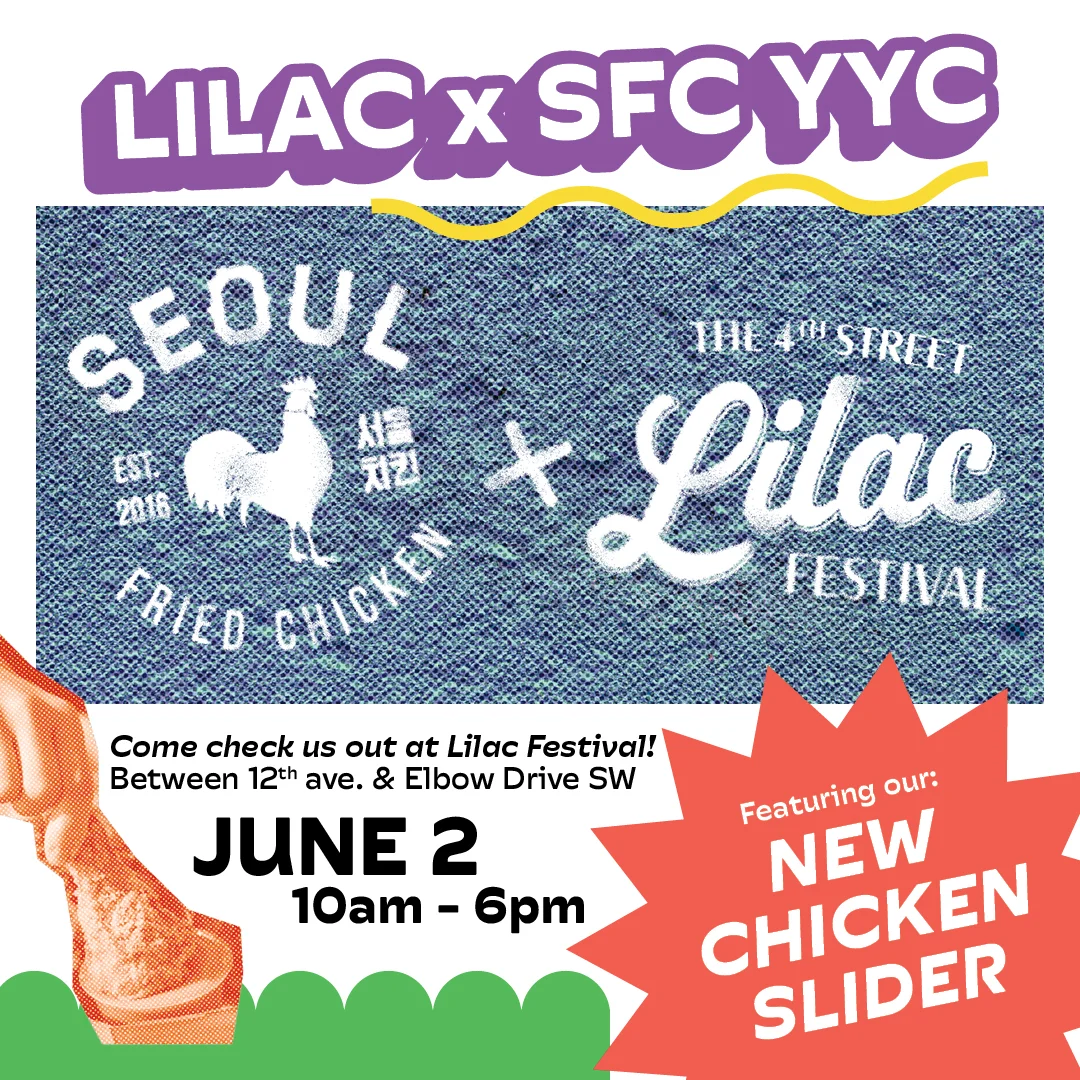 LILAC x SFC YYC
SEOUL
EST.
2016
서울
치킨
FRIED CHICKEN
+
THE 4TH STREET
Lilac
FESTIVAL
Come check us out at Lilac Festival!
Between 12th ave. & Elbow Drive SW
JUNE 2
10am - 6pm
Featuring our:
NEW
CHICKEN
SLIDER